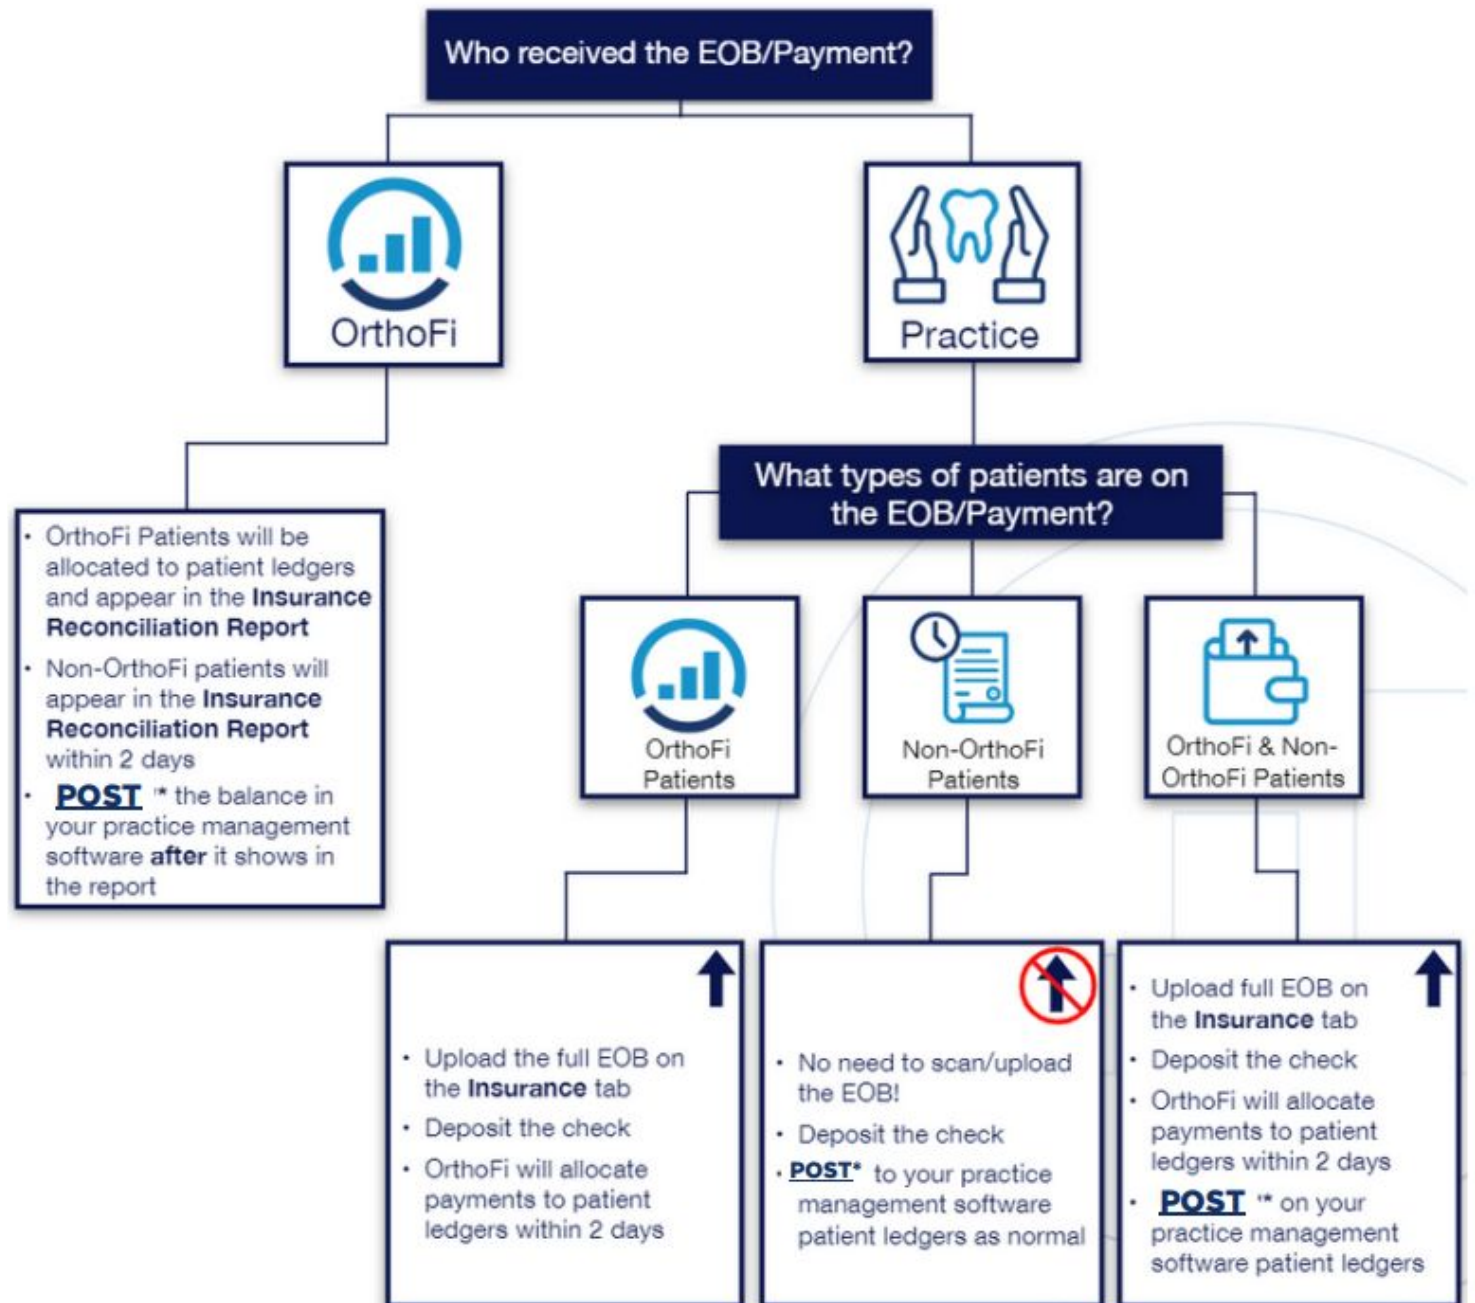 Who received the EOB/Payment?
OrthoFi
Practice
• OrthoFi Patients will be
allocated to patient ledgers
and appear in the Insurance
Reconciliation Report
• Non-OrthoFi patients will
appear in the Insurance
Reconciliation Report
within 2 days
• POST '* the balance in
your practice management
software after it shows in
the report
What types of patients are on
the EOB/Payment?
OrthoFi
Patients
Non-OrthoFi
Patients
OrthoFi & Non-
OrthoFi Patients
• Upload the full EOB on
the Insurance tab
• Deposit the check
• OrthoFi will allocate
payments to patient
ledgers within 2 days
• No need to scan/upload
the EOB!
• Deposit the check
• POST* to your practice
management software
patient ledgers as normal
• Upload full EOB on
the Insurance tab
• Deposit the check
• OrthoFi will allocate
payments to patient
ledgers within 2 days
• POST '* on your
practice management
software patient ledgers